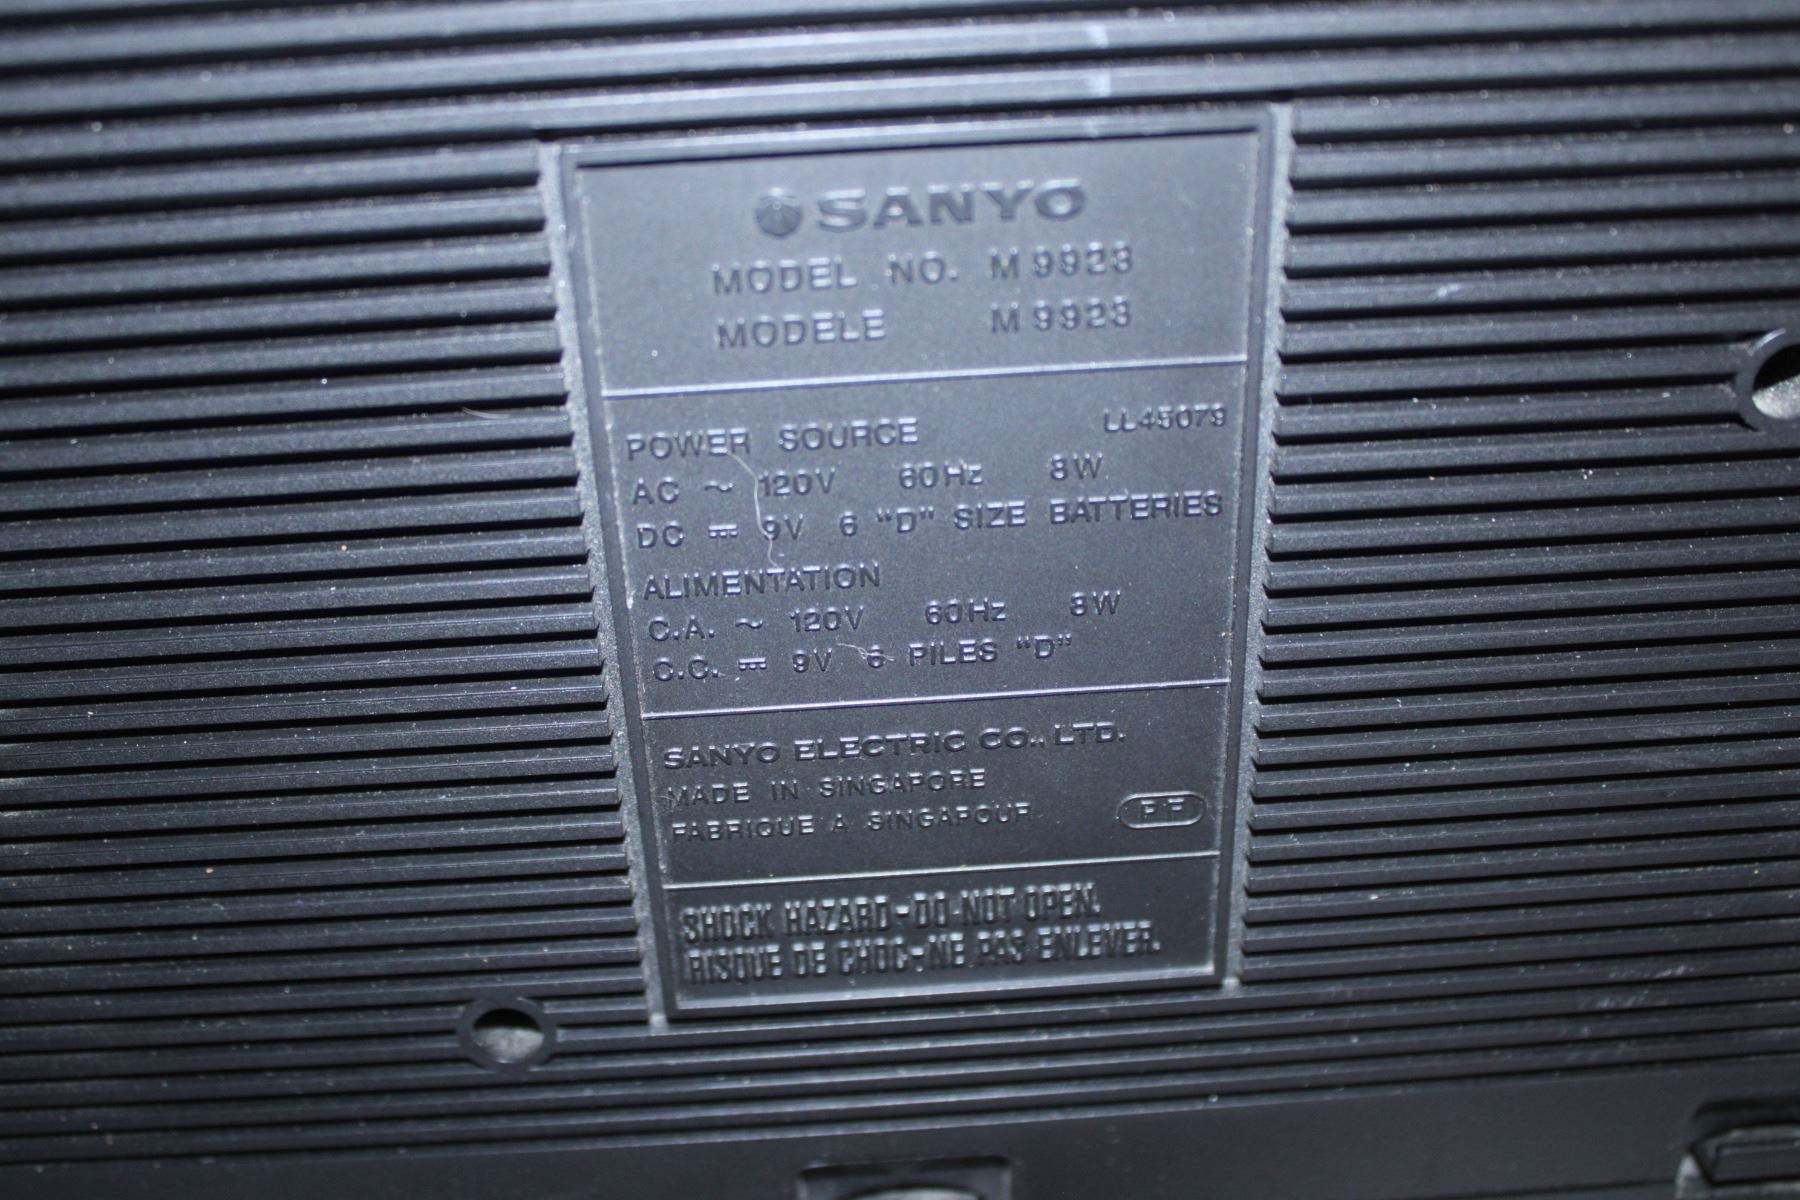 SANYO
MODEL NO. M 9923
MODELE M 9923
POWER SOURCE LL45079
AC ~ 120V 60Hz 8W
DC ⎓ 9V 6 "D" SIZE BATTERIES
ALIMENTATION
C.A. ~ 120V 60Hz 8W
C.C. ⎓ 9V 6 PILES "D"
SANYO ELECTRIC CO., LTD.
MADE IN SINGAPORE
FABRIQUE A SINGAPOUR
SHOCK HAZARD-DO NOT OPEN.
RISQUE DE CHOC-NE PAS ENLEVER.